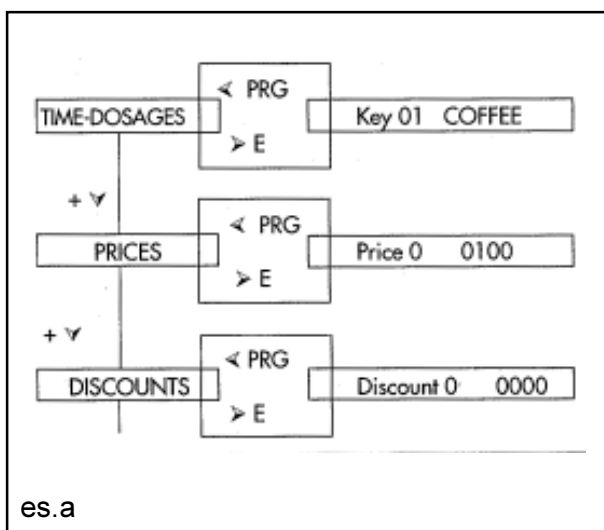 < PRG
TIME-DOSAGES Key 01 COFFEE
> E
+ ⋎
< PRG
PRICES Price 0 0100
> E
+ ⋎
< PRG
DISCOUNTS Discount 0 0000
> E
es.a